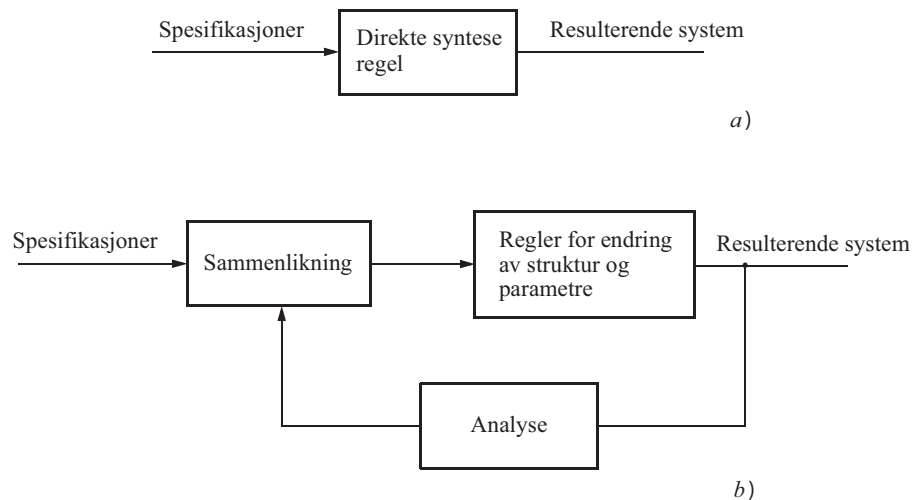 Spesifikasjoner
Direkte syntese
regel
Resulterende system
a)
Spesifikasjoner
Sammenlikning
Regler for endring
av struktur og
parametre
Resulterende system
Analyse
b)